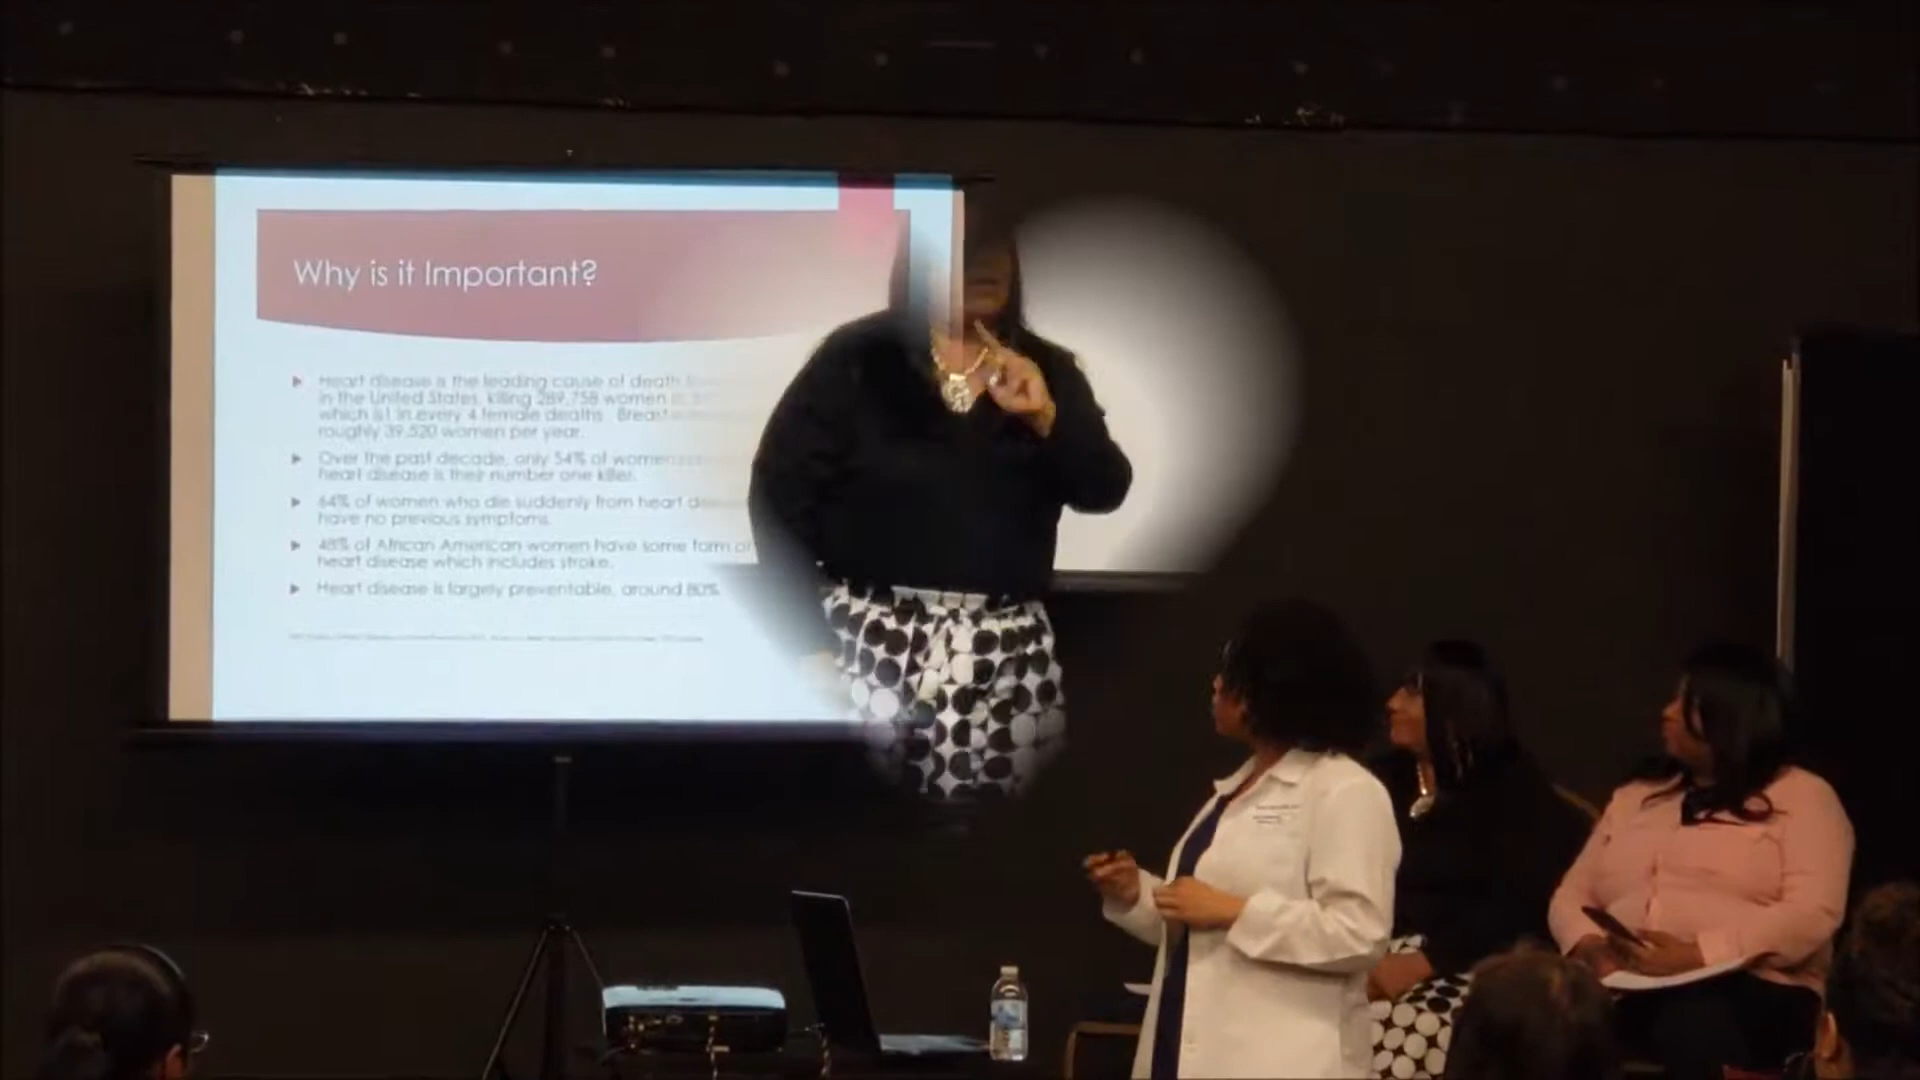 Why is it Important?
Heart disease is the leading cause of death
in the United States, killing 289,758 women
which is1 in every 4 female deaths. Breast
roughly 39,520 women per year.
Over the past decade, only 54% of women
heart disease is their number one killer.
64% of women who die suddenly from heart
have no previous symptoms.
48% of African American women have some form of
heart disease which includes stroke.
Heart disease is largely preventable, around 80%.